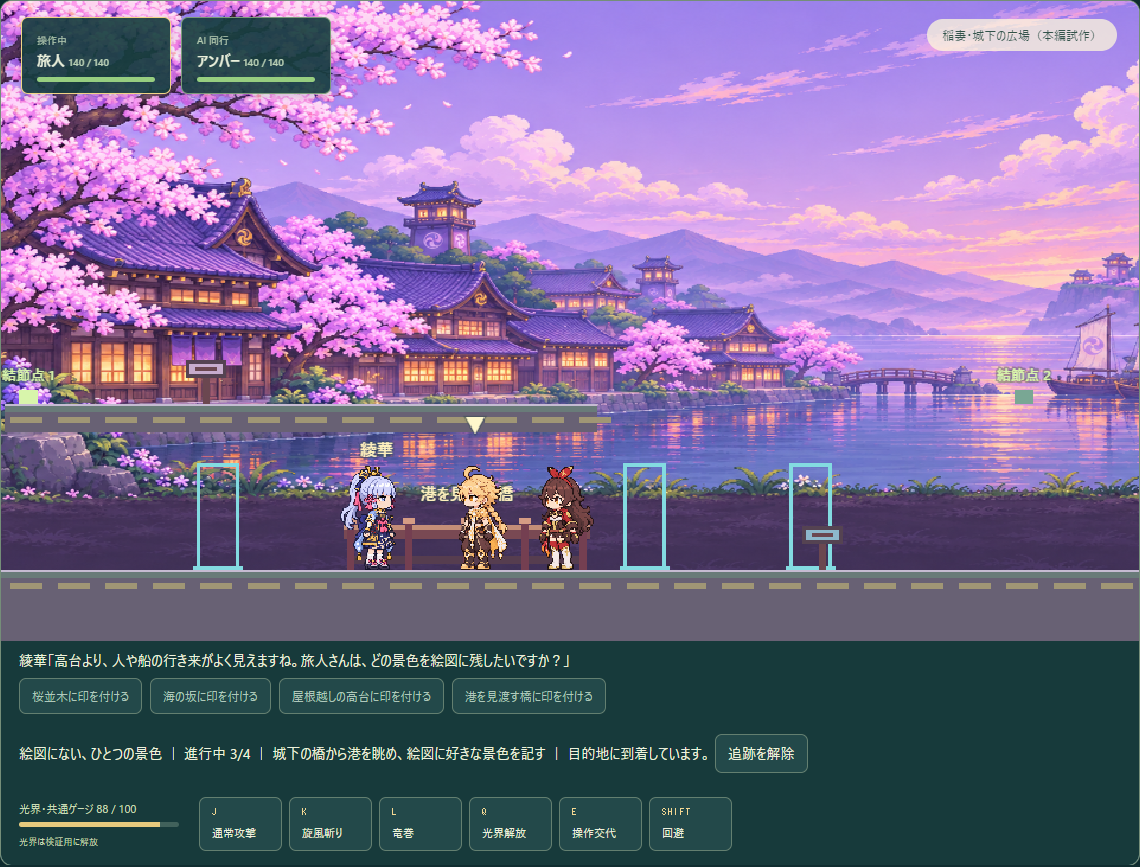 操作中
旅人 140 / 140
AI 同行
アンバー 140 / 140
稲妻・城下の広場（本編試作）
結節点 1
結節点 2
綾華
港を見
綾華「高台より、人や船の行き来がよく見えますね。旅人さんは、どの景色を絵図に残したいですか？」
桜並木に印を付ける
海の坂に印を付ける
屋根越しの高台に印を付ける
港を見渡す橋に印を付ける
絵図にない、ひとつの景色 ｜ 進行中 3/4 ｜ 城下の橋から港を眺め、絵図に好きな景色を記す ｜ 目的地に到着しています。
追跡を解除
光界・共通ゲージ 88 / 100
光界は検証用に解放
J
通常攻撃
K
旋風斬り
L
竜巻
Q
光界解放
E
操作交代
SHIFT
回避